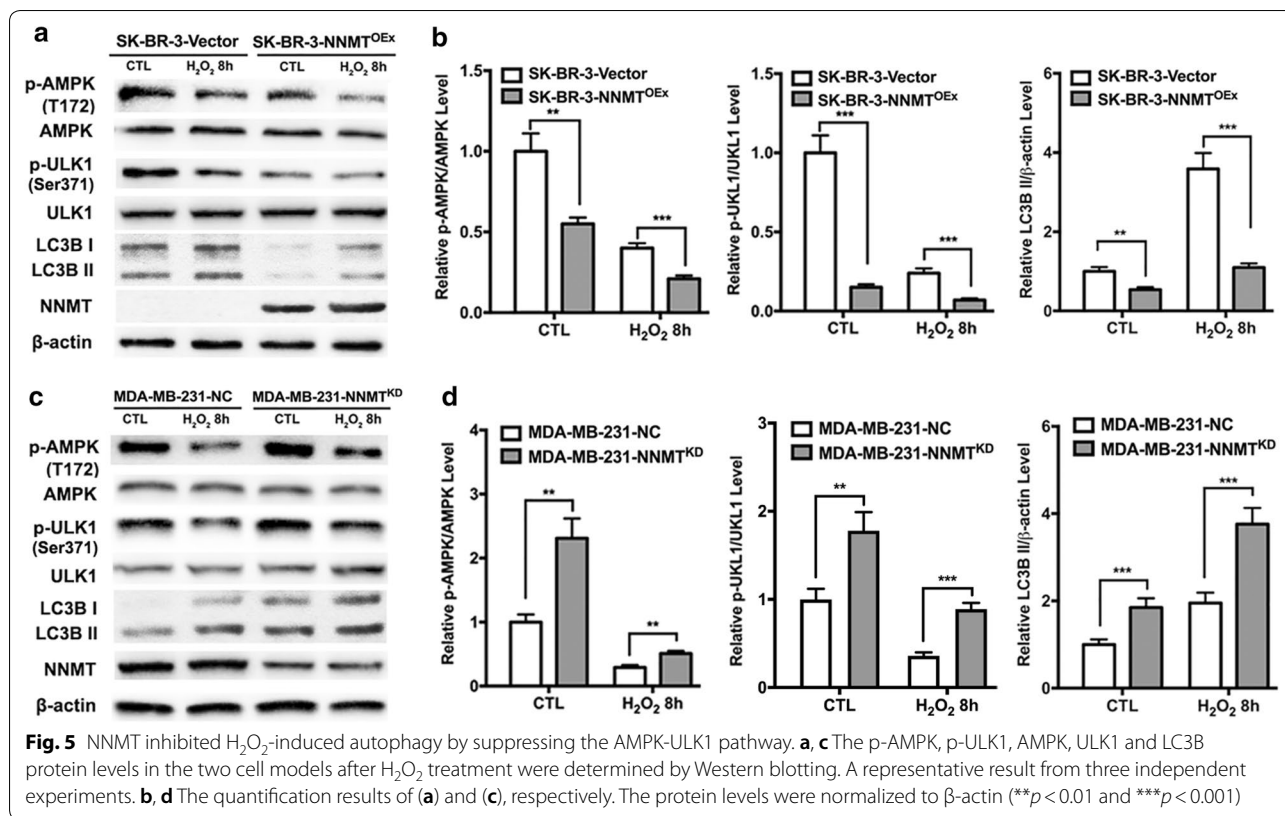 a
SK-BR-3-Vector SK-BR-3-NNMT^OEx
CTL H₂O₂ 8h CTL H₂O₂ 8h
p-AMPK
(T172)
AMPK
p-ULK1
(Ser371)
ULK1
LC3B I
LC3B II
NNMT
β-actin
b
Relative p-AMPK/AMPK Level
SK-BR-3-Vector
SK-BR-3-NNMT^OEx
1.5
1.0
0.5
0.0
**
***
CTL H₂O₂ 8h
Relative p-UKL1/UKL1 Level
SK-BR-3-Vector
SK-BR-3-NNMT^OEx
1.5
1.0
0.5
0.0
***
***
CTL H₂O₂ 8h
Relative LC3B II/β-actin Level
SK-BR-3-Vector
SK-BR-3-NNMT^OEx
6
4
2
0
**
***
CTL H₂O₂ 8h
c
MDA-MB-231-NC MDA-MB-231-NNMT^KD
CTL H₂O₂ 8h CTL H₂O₂ 8h
p-AMPK
(T172)
AMPK
p-ULK1
(Ser371)
ULK1
LC3B I
LC3B II
NNMT
β-actin
d
Relative p-AMPK/AMPK Level
MDA-MB-231-NC
MDA-MB-231-NNMT^KD
4
3
2
1
0
**
**
CTL H₂O₂ 8h
Relative p-UKL1/UKL1 Level
MDA-MB-231-NC
MDA-MB-231-NNMT^KD
3
2
1
0
**
***
CTL H₂O₂ 8h
Relative LC3B II/β-actin Level
MDA-MB-231-NC
MDA-MB-231-NNMT^KD
6
4
2
0
***
***
CTL H₂O₂ 8h
Fig. 5 NNMT inhibited H₂O₂-induced autophagy by suppressing the AMPK-ULK1 pathway. a, c The p-AMPK, p-ULK1, AMPK, ULK1 and LC3B
protein levels in the two cell models after H₂O₂ treatment were determined by Western blotting. A representative result from three independent
experiments. b, d The quantification results of (a) and (c), respectively. The protein levels were normalized to β-actin (**p < 0.01 and ***p < 0.001)